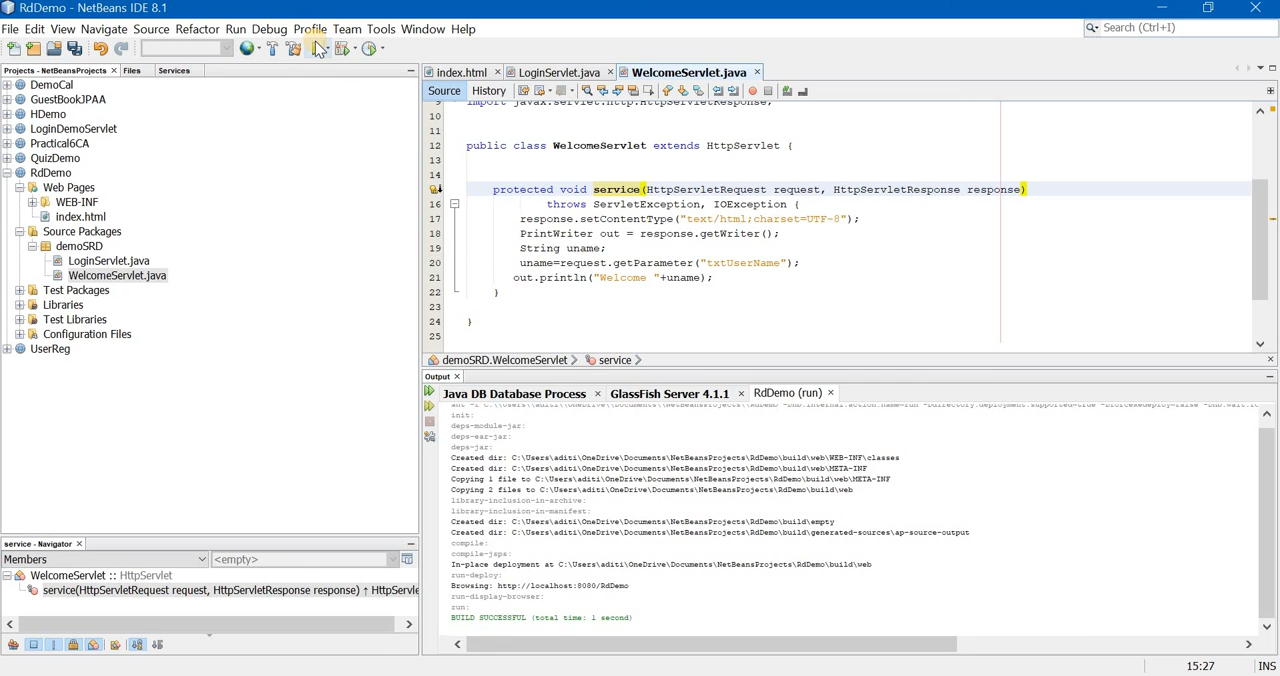 RdDemo - NetBeans IDE 8.1
File Edit View Navigate Source Refactor Run Debug Profile Team Tools Window Help
Search (Ctrl+I)
Projects - NetBeansProjects Files Services
DemoCal
GuestBookJPAA
HDemo
LoginDemoServlet
Practical6CA
QuizDemo
RdDemo
Web Pages
WEB-INF
index.html
Source Packages
demoSRD
LoginServlet.java
WelcomeServlet.java
Test Packages
Libraries
Test Libraries
Configuration Files
UserReg
service - Navigator
Members <empty>
WelcomeServlet :: HttpServlet
service(HttpServletRequest request, HttpServletResponse response) ↑ HttpServle
index.html LoginServlet.java WelcomeServlet.java
Source History
9 import javax.servlet.http.HttpServletResponse;
10
11
12 public class WelcomeServlet extends HttpServlet {
13
14
protected void service(HttpServletRequest request, HttpServletResponse response)
16 throws ServletException, IOException {
17 response.setContentType("text/html;charset=UTF-8");
18 PrintWriter out = response.getWriter();
19 String uname;
20 uname=request.getParameter("txtUserName");
21 out.println("Welcome "+uname);
22 }
23
24 }
25
demoSRD.WelcomeServlet service
Output
Java DB Database Process GlassFish Server 4.1.1 RdDemo (run)
init:
deps-module-jar:
deps-ear-jar:
deps-jar:
Created dir: C:\Users\aditi\OneDrive\Documents\NetBeansProjects\RdDemo\build\web\WEB-INF\classes
Created dir: C:\Users\aditi\OneDrive\Documents\NetBeansProjects\RdDemo\build\web\META-INF
Copying 1 file to C:\Users\aditi\OneDrive\Documents\NetBeansProjects\RdDemo\build\web\META-INF
Copying 2 files to C:\Users\aditi\OneDrive\Documents\NetBeansProjects\RdDemo\build\web
library-inclusion-in-archive:
library-inclusion-in-manifest:
Created dir: C:\Users\aditi\OneDrive\Documents\NetBeansProjects\RdDemo\build\empty
Created dir: C:\Users\aditi\OneDrive\Documents\NetBeansProjects\RdDemo\build\generated-sources\ap-source-output
compile:
compile-jsps:
In-place deployment at C:\Users\aditi\OneDrive\Documents\NetBeansProjects\RdDemo\build\web
run-deploy:
Browsing: http://localhost:8080/RdDemo
run-display-browser:
run:
BUILD SUCCESSFUL (total time: 1 second)
15:27 INS